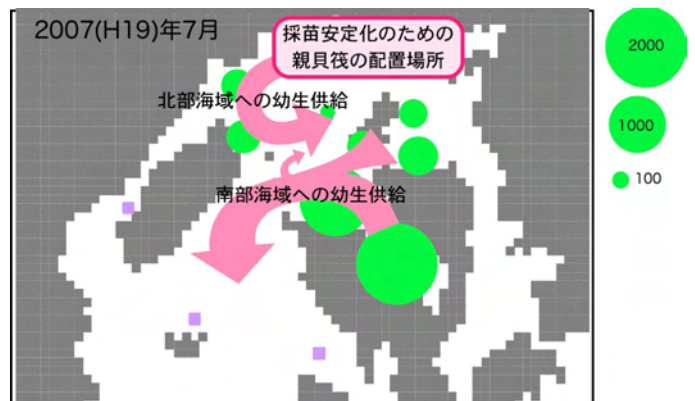 2007(H19)年7月
採苗安定化のための
親貝筏の配置場所
北部海域への幼生供給
南部海域への幼生供給
2000
1000
100